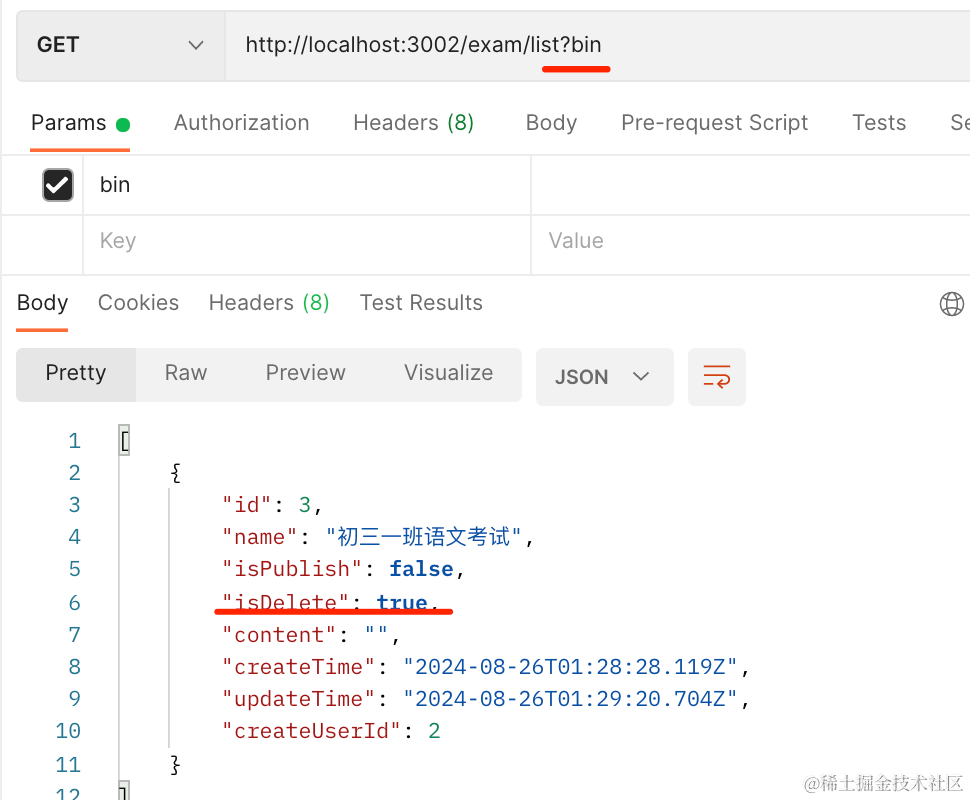 GET http://localhost:3002/exam/list?bin
Params Authorization Headers (8) Body Pre-request Script Tests Se
bin
Key Value
Body Cookies Headers (8) Test Results
Pretty Raw Preview Visualize JSON
1 [
2 {
3 "id": 3,
4 "name": "初三一班语文考试",
5 "isPublish": false,
6 "isDelete": true,
7 "content": "",
8 "createTime": "2024-08-26T01:28:28.119Z",
9 "updateTime": "2024-08-26T01:29:20.704Z",
10 "createUserId": 2
11 }
12 ]
@稀土掘金技术社区